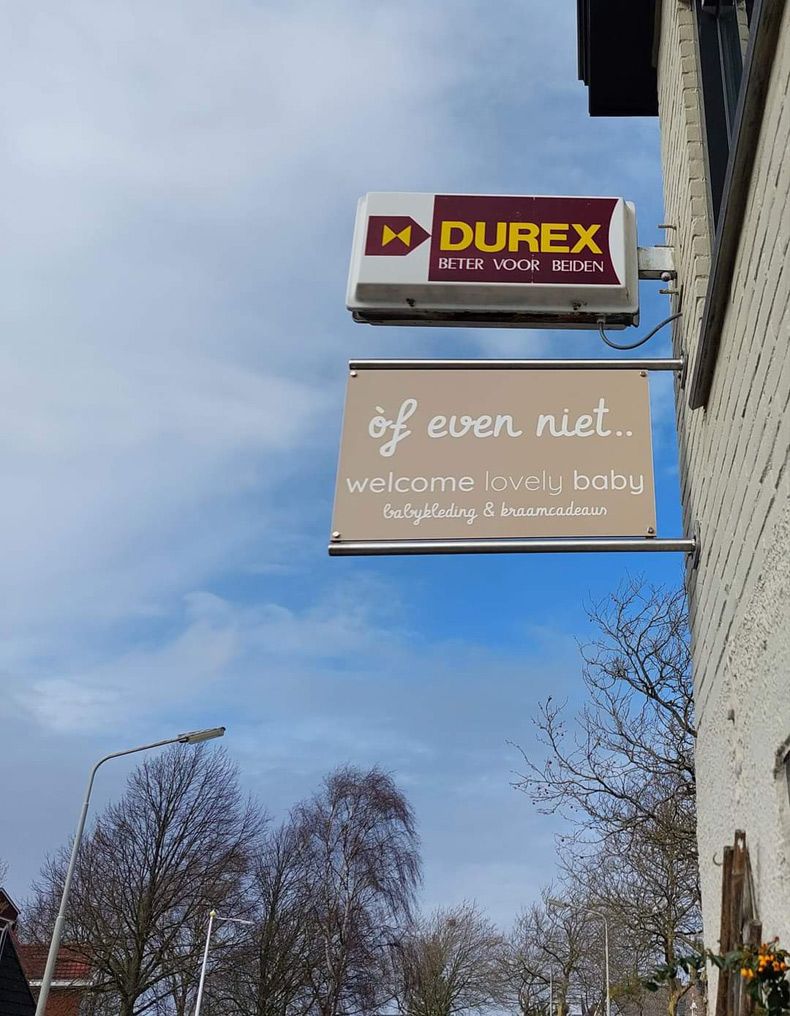 DUREX
BETER VOOR BEIDEN
òf even niet..
welcome lovely baby
babykleding & kraamcadeaus